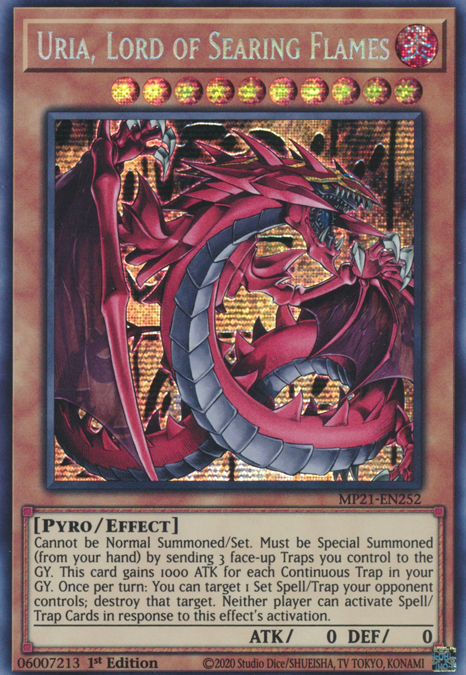 Uria, Lord of Searing Flames
炎
MP21-EN252
[Pyro/Effect]
Cannot be Normal Summoned/Set. Must be Special Summoned
(from your hand) by sending 3 face-up Traps you control to the
GY. This card gains 1000 ATK for each Continuous Trap in your
GY. Once per turn: You can target 1 Set Spell/Trap your opponent
controls; destroy that target. Neither player can activate Spell/
Trap Cards in response to this effect's activation.
ATK/ 0 DEF/ 0
06007213 1st Edition ©2020 Studio Dice/SHUEISHA, TV TOKYO, KONAMI